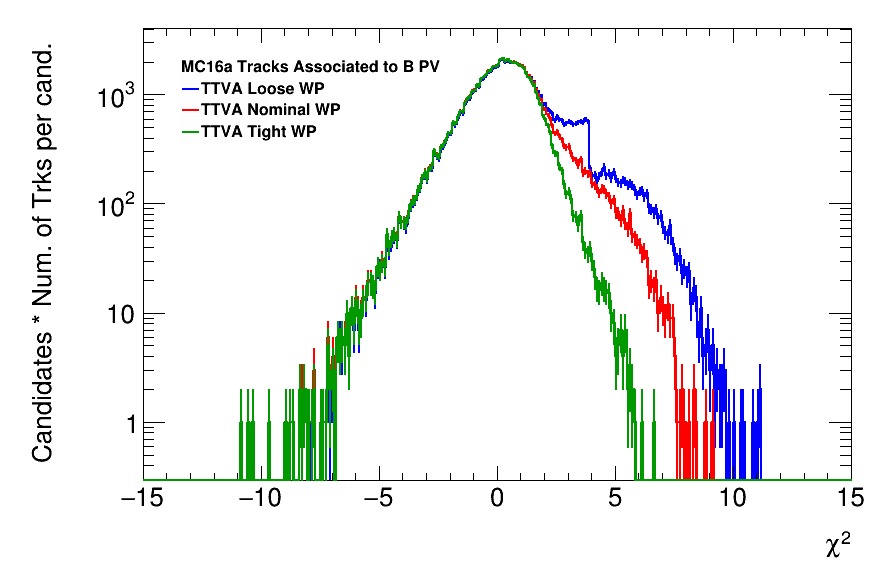 Candidates * Num. of Trks per cand.
MC16a Tracks Associated to B PV
TTVA Loose WP
TTVA Nominal WP
TTVA Tight WP
10³
10²
10
1
−15 −10 −5 0 5 10 15
χ²